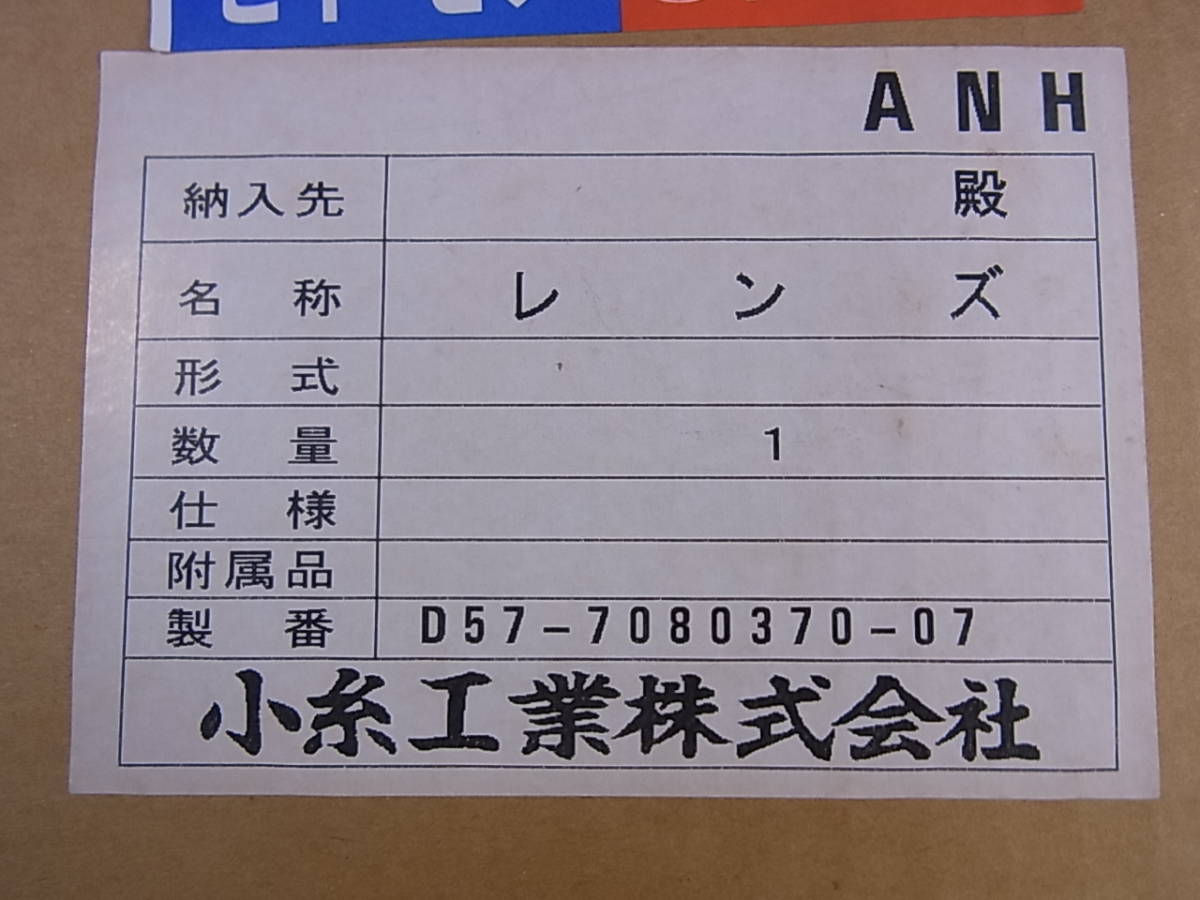 ANH
納入先 殿
名称 レンズ
形式
数量 1
仕様
附属品
製番 D57-7080370-07
小糸工業株式会社